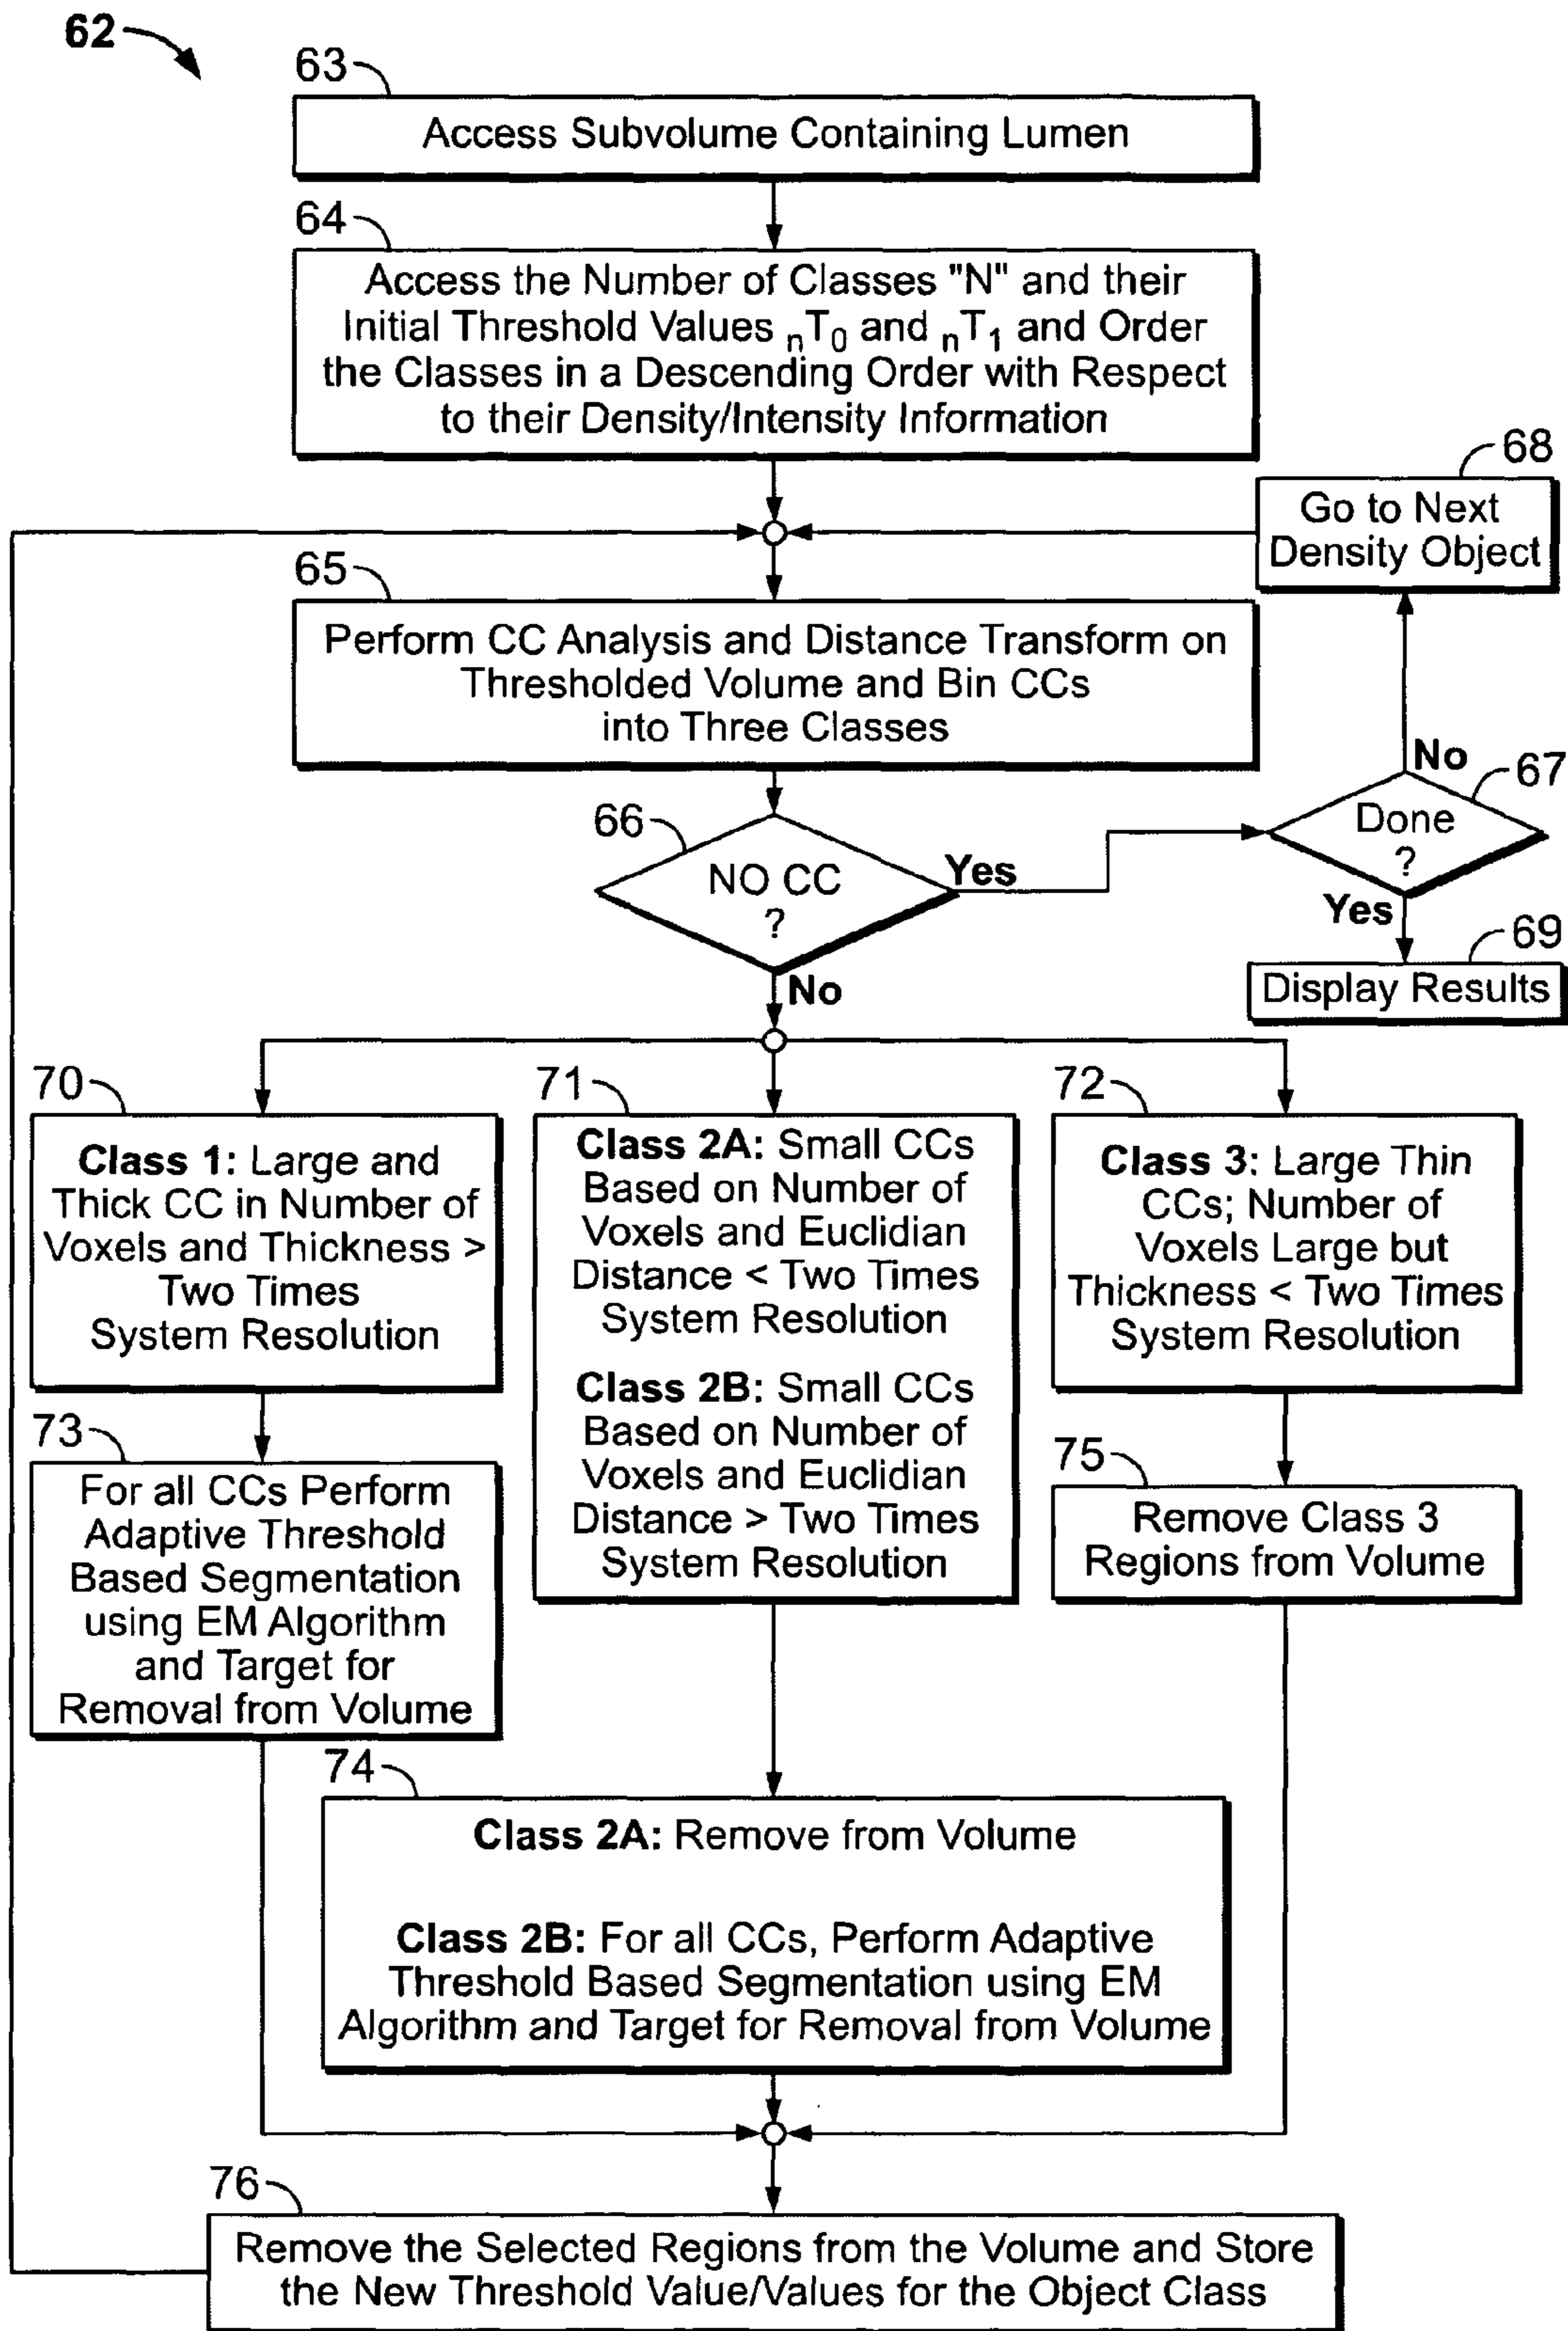 62
63
Access Subvolume Containing Lumen
64
Access the Number of Classes "N" and their
Initial Threshold Values nT0 and nT1 and Order
the Classes in a Descending Order with Respect
to their Density/Intensity Information
68
Go to Next
Density Object
65
Perform CC Analysis and Distance Transform on
Thresholded Volume and Bin CCs
into Three Classes
No
67
Done
?
66
NO CC
?
Yes
Yes
69
Display Results
No
70
Class 1: Large and
Thick CC in Number of
Voxels and Thickness >
Two Times
System Resolution
71
Class 2A: Small CCs
Based on Number of
Voxels and Euclidian
Distance < Two Times
System Resolution
Class 2B: Small CCs
Based on Number of
Voxels and Euclidian
Distance > Two Times
System Resolution
72
Class 3: Large Thin
CCs; Number of
Voxels Large but
Thickness < Two Times
System Resolution
73
For all CCs Perform
Adaptive Threshold
Based Segmentation
using EM Algorithm
and Target for
Removal from Volume
75
Remove Class 3
Regions from Volume
74
Class 2A: Remove from Volume
Class 2B: For all CCs, Perform Adaptive
Threshold Based Segmentation using EM
Algorithm and Target for Removal from Volume
76
Remove the Selected Regions from the Volume and Store
the New Threshold Value/Values for the Object Class